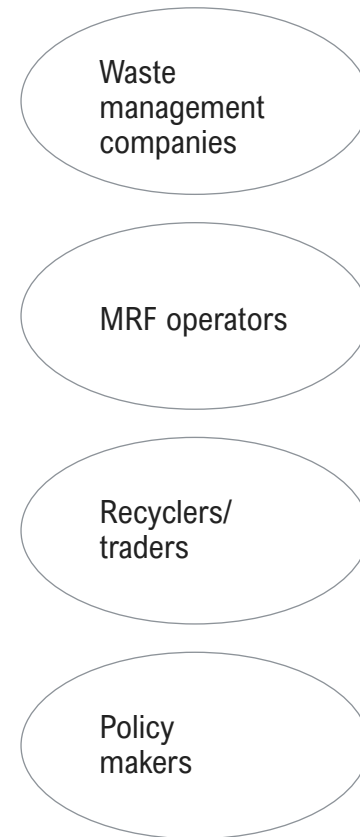 Waste
management
companies
MRF operators
Recyclers/
traders
Policy
makers